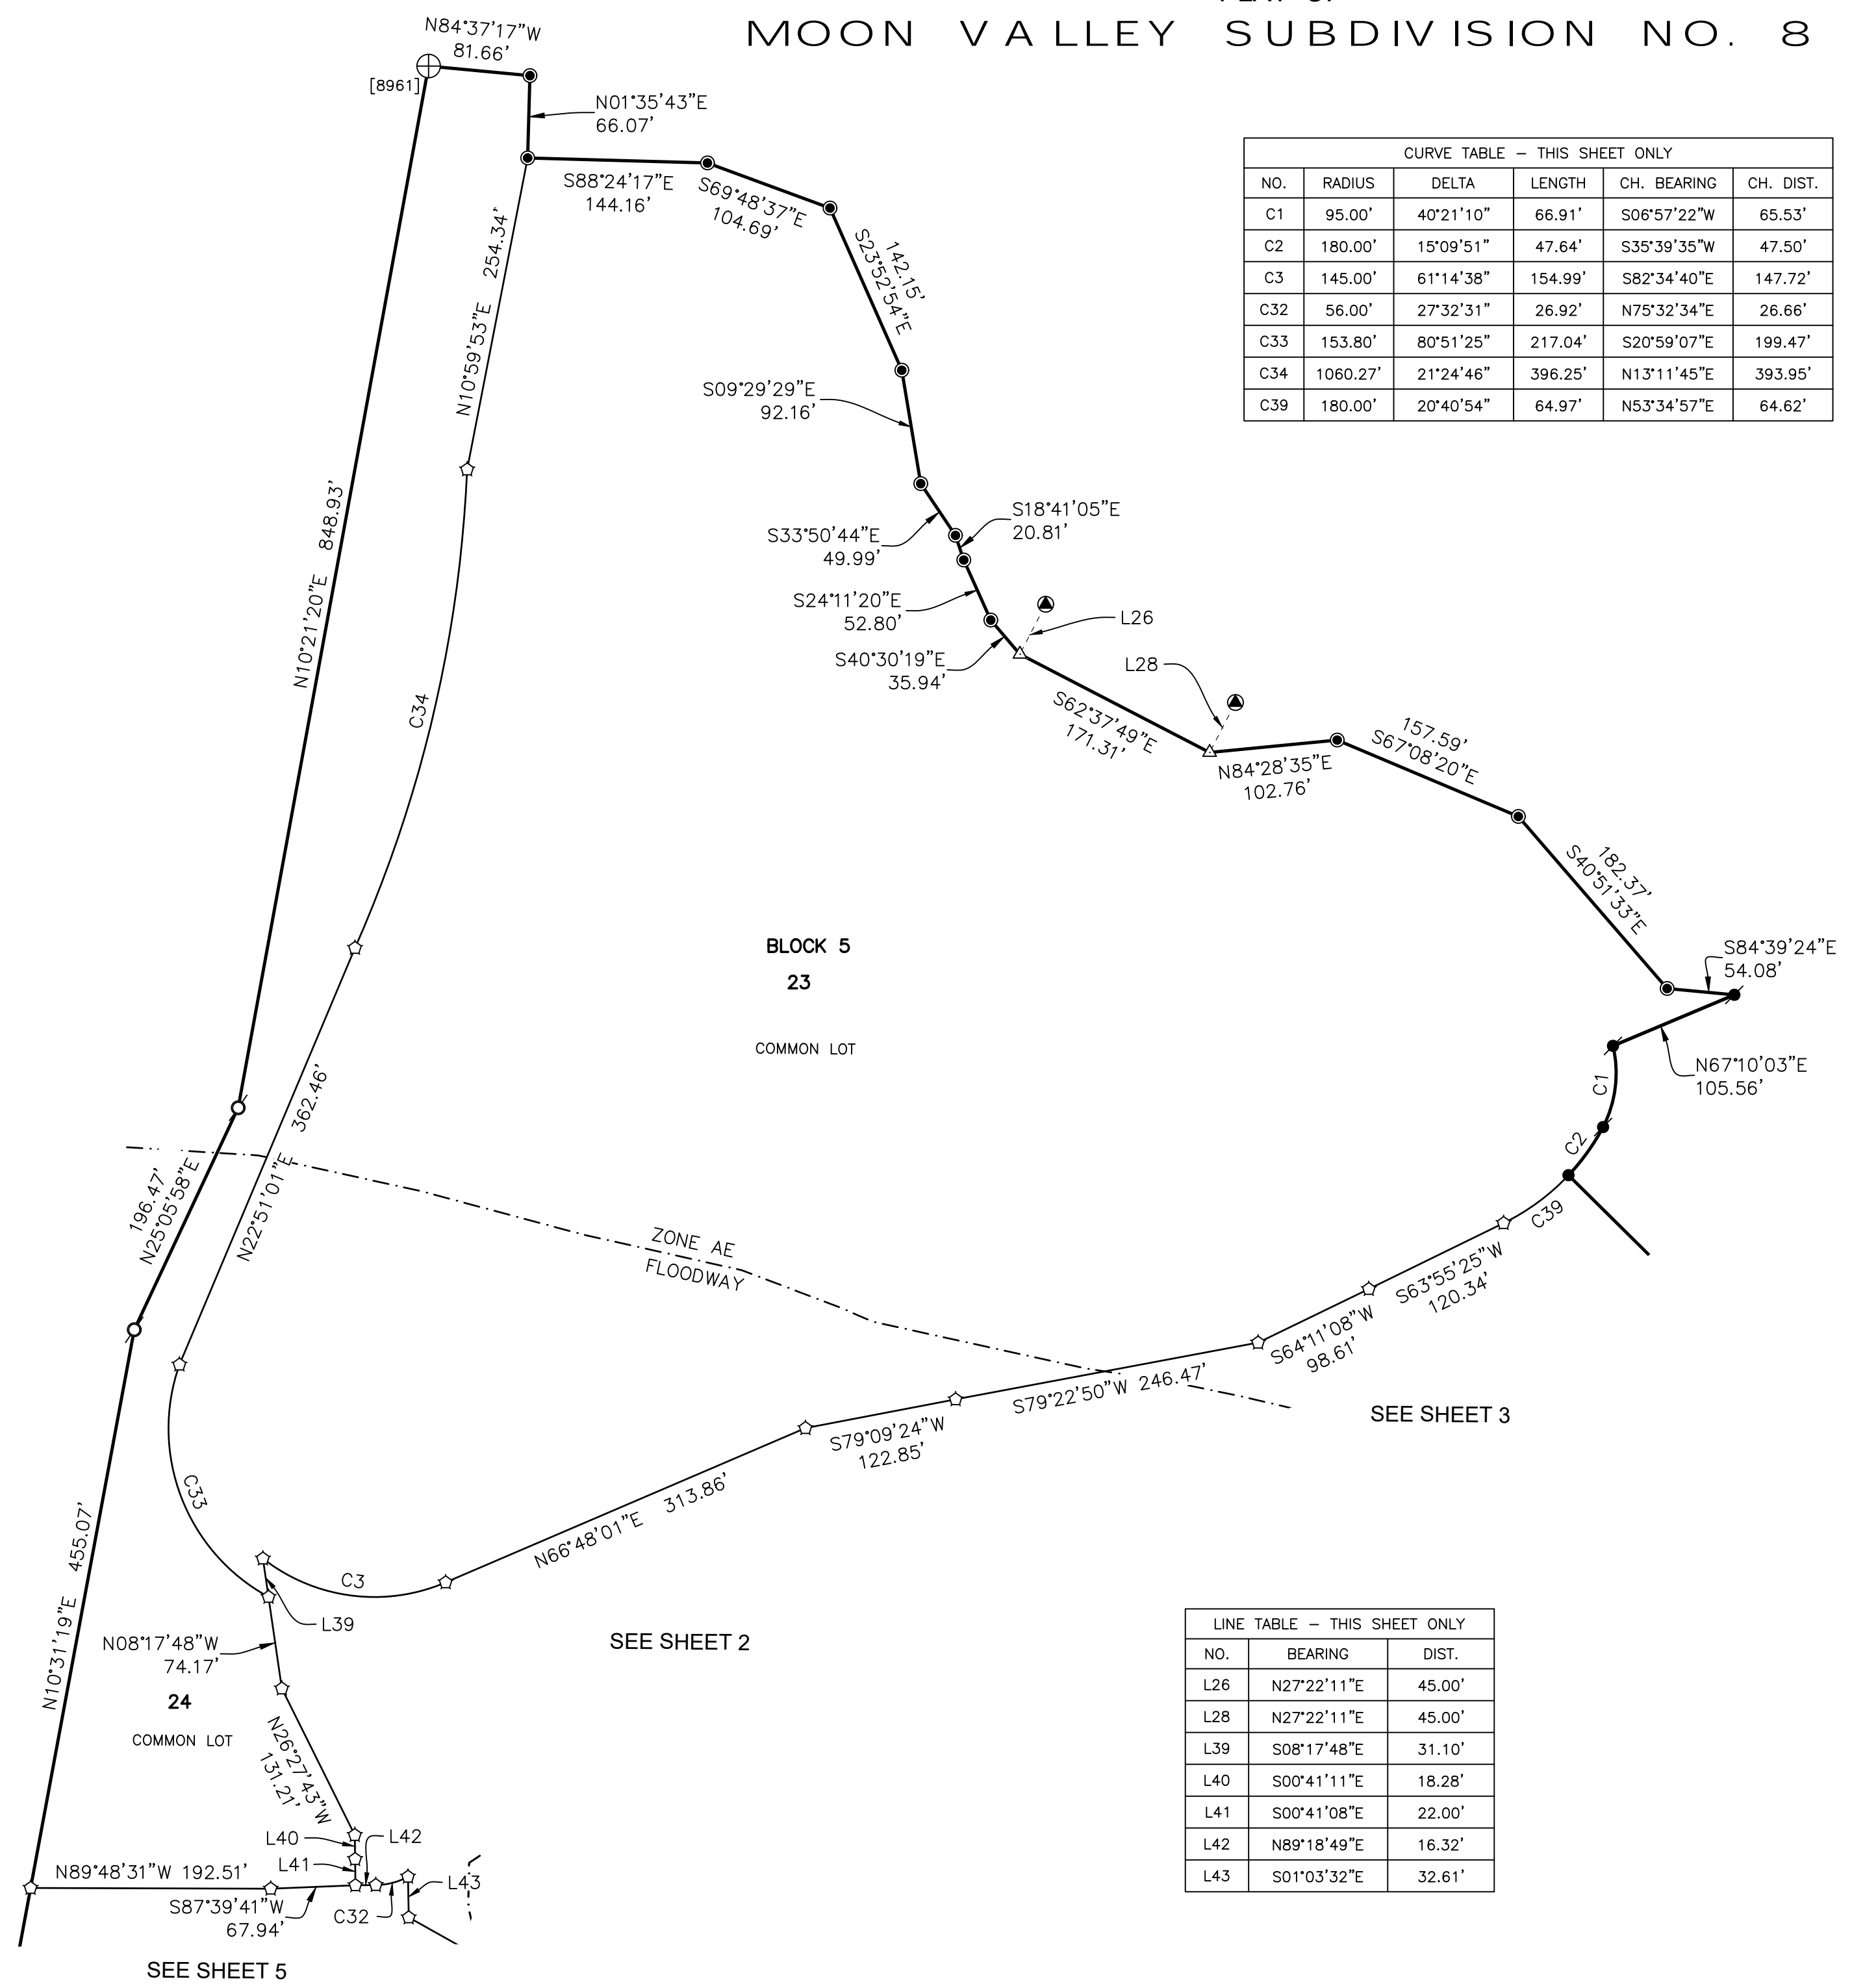 MOON VALLEY SUBDIVISION NO. 8
N84°37'17"W
81.66'
[8961]
N01°35'43"E
66.07'
S88°24'17"E
144.16'
S69°48'37"E
104.69'
142.15'
S23°52'54"E
N10°59'53"E 254.34'
S09°29'29"E
92.16'
S33°50'44"E
49.99'
S18°41'05"E
20.81'
S24°11'20"E
52.80'
L26
S40°30'19"E
35.94'
L28
S62°37'49"E
171.31'
N84°28'35"E
102.76'
157.59'
S67°08'20"E
182.37'
S40°51'33"E
S84°39'24"E
54.08'
N67°10'03"E
105.56'
C1
C2
C39
CURVE TABLE – THIS SHEET ONLY
NO. RADIUS DELTA LENGTH CH. BEARING CH. DIST.
C1 95.00' 40°21'10" 66.91' S06°57'22"W 65.53'
C2 180.00' 15°09'51" 47.64' S35°39'35"W 47.50'
C3 145.00' 61°14'38" 154.99' S82°34'40"E 147.72'
C32 56.00' 27°32'31" 26.92' N75°32'34"E 26.66'
C33 153.80' 80°51'25" 217.04' S20°59'07"E 199.47'
C34 1060.27' 21°24'46" 396.25' N13°11'45"E 393.95'
C39 180.00' 20°40'54" 64.97' N53°34'57"E 64.62'
N10°21'20"E 848.93'
C34
BLOCK 5
23
COMMON LOT
N22°51'01"E 362.46'
196.47'
N25°05'58"E
ZONE AE
FLOODWAY
S63°55'25"W
120.34'
S64°11'08"W
98.61'
S79°22'50"W 246.47'
SEE SHEET 3
S79°09'24"W
122.85'
N66°48'01"E 313.86'
C33
C3
L39
N10°31'19"E 455.07'
N08°17'48"W
74.17'
SEE SHEET 2
24
COMMON LOT
N26°27'43"W
131.21'
L40
L42
L41
N89°48'31"W 192.51'
L43
S87°39'41"W
67.94'
C32
SEE SHEET 5
LINE TABLE – THIS SHEET ONLY
NO. BEARING DIST.
L26 N27°22'11"E 45.00'
L28 N27°22'11"E 45.00'
L39 S08°17'48"E 31.10'
L40 S00°41'11"E 18.28'
L41 S00°41'08"E 22.00'
L42 N89°18'49"E 16.32'
L43 S01°03'32"E 32.61'